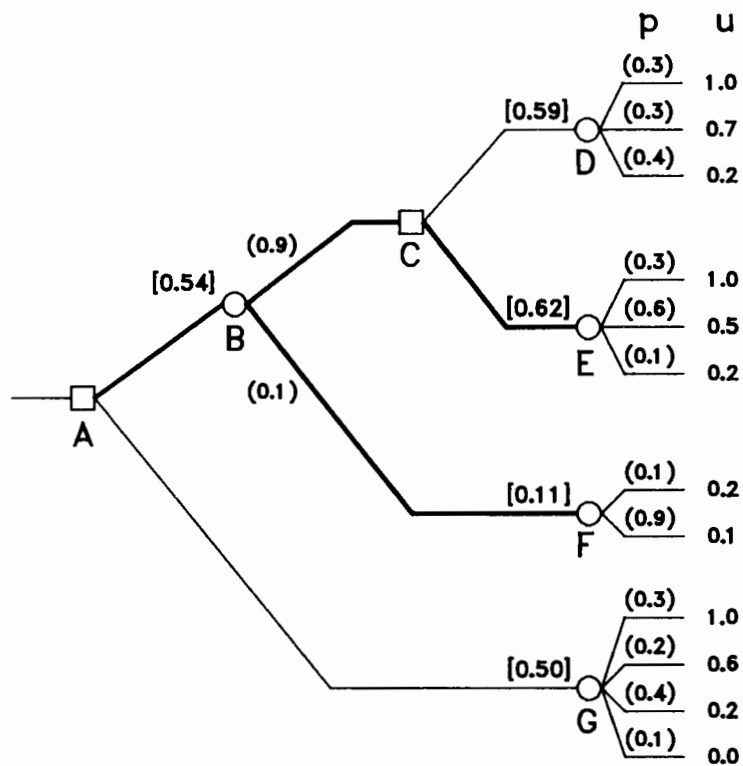 p u
(0.3) 1.0
[0.59] (0.3) 0.7
D (0.4) 0.2
(0.9) C
(0.3) 1.0
[0.54] [0.62] (0.6) 0.5
B E (0.1) 0.2
(0.1)
A
(0.1) 0.2
[0.11] (0.9) 0.1
F
(0.3) 1.0
[0.50] (0.2) 0.6
G (0.4) 0.2
(0.1) 0.0